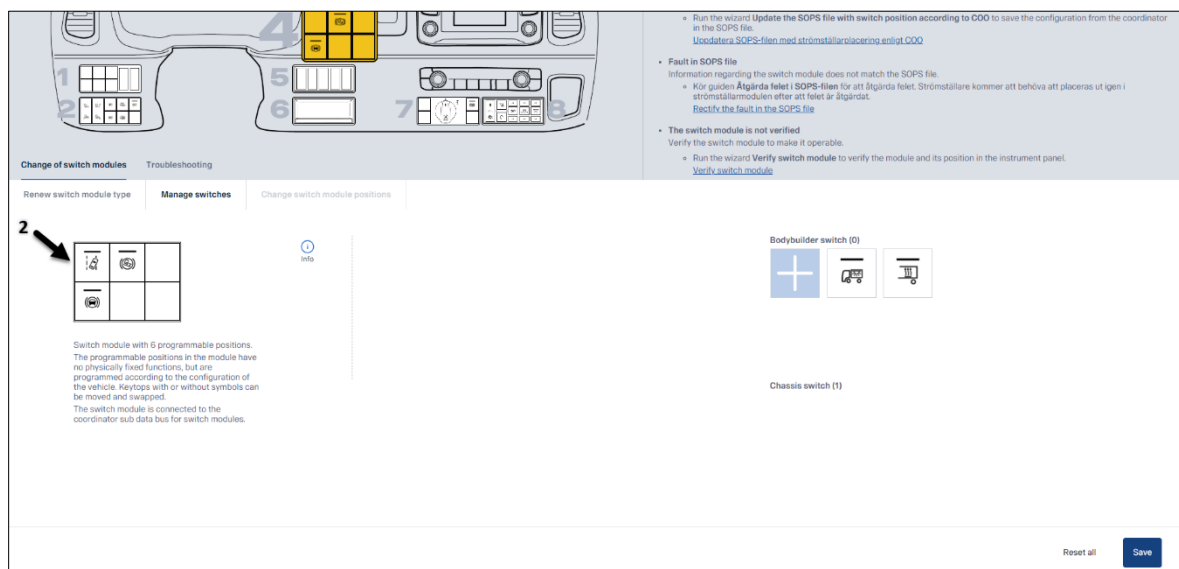 4
1
2
5
6
7
8
Run the wizard Update the SOPS file with switch position according to COO to save the configuration from the coordinator
in the SOPS file.
Uppdatera SOPS-filen med strömställarplacering enligt COO
Fault in SOPS file
Information regarding the switch module does not match the SOPS file.
Kör guiden Åtgärda felet i SOPS-filen för att åtgärda felet. Strömställare kommer att behöva att placeras ut igen i
strömställarmodulen efter att felet är åtgärdat.
Rectify the fault in the SOPS file
The switch module is not verified
Verify the switch module to make it operable.
Run the wizard Verify switch module to verify the module and its position in the instrument panel.
Verify switch module
Change of switch modules Troubleshooting
Renew switch module type Manage switches Change switch module positions
2
Info
Switch module with 6 programmable positions.
The programmable positions in the module have
no physically fixed functions, but are
programmed according to the configuration of
the vehicle. Keytops with or without symbols can
be moved and swapped.
The switch module is connected to the
coordinator sub data bus for switch modules.
Bodybuilder switch (0)
Chassis switch (1)
Reset all Save